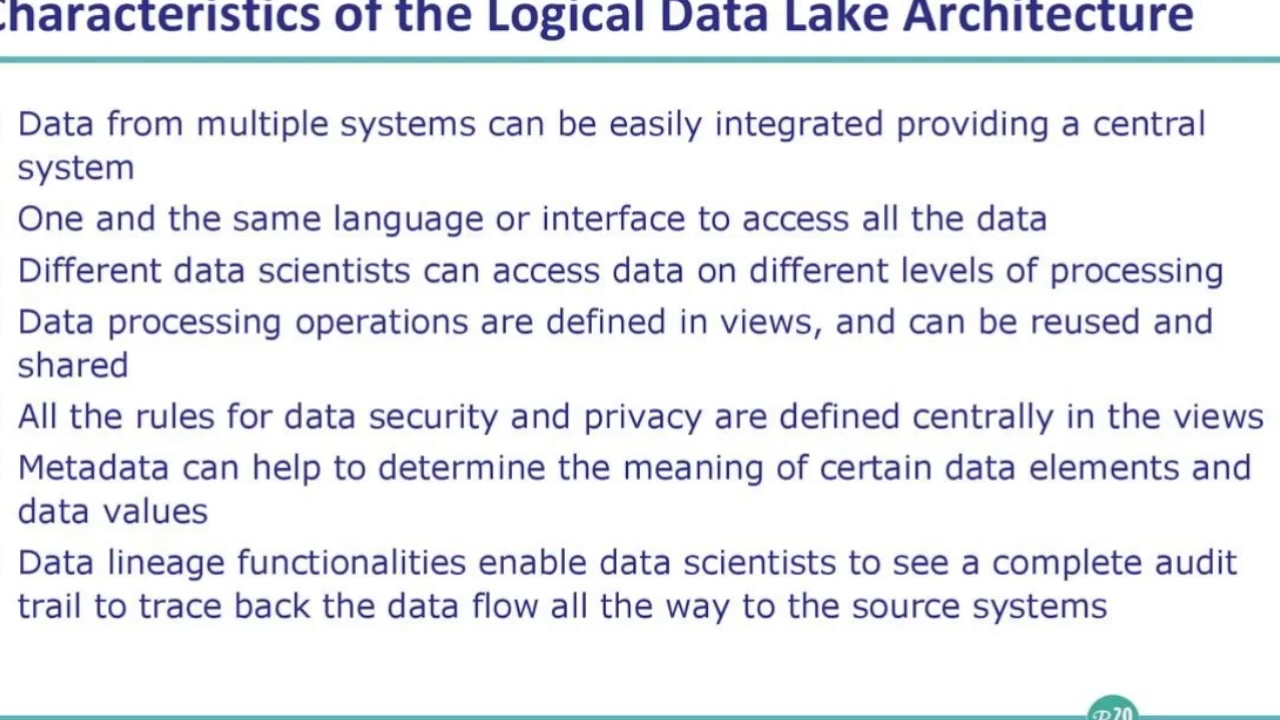 Characteristics of the Logical Data Lake Architecture
Data from multiple systems can be easily integrated providing a central
system
One and the same language or interface to access all the data
Different data scientists can access data on different levels of processing
Data processing operations are defined in views, and can be reused and
shared
All the rules for data security and privacy are defined centrally in the views
Metadata can help to determine the meaning of certain data elements and
data values
Data lineage functionalities enable data scientists to see a complete audit
trail to trace back the data flow all the way to the source systems
R20